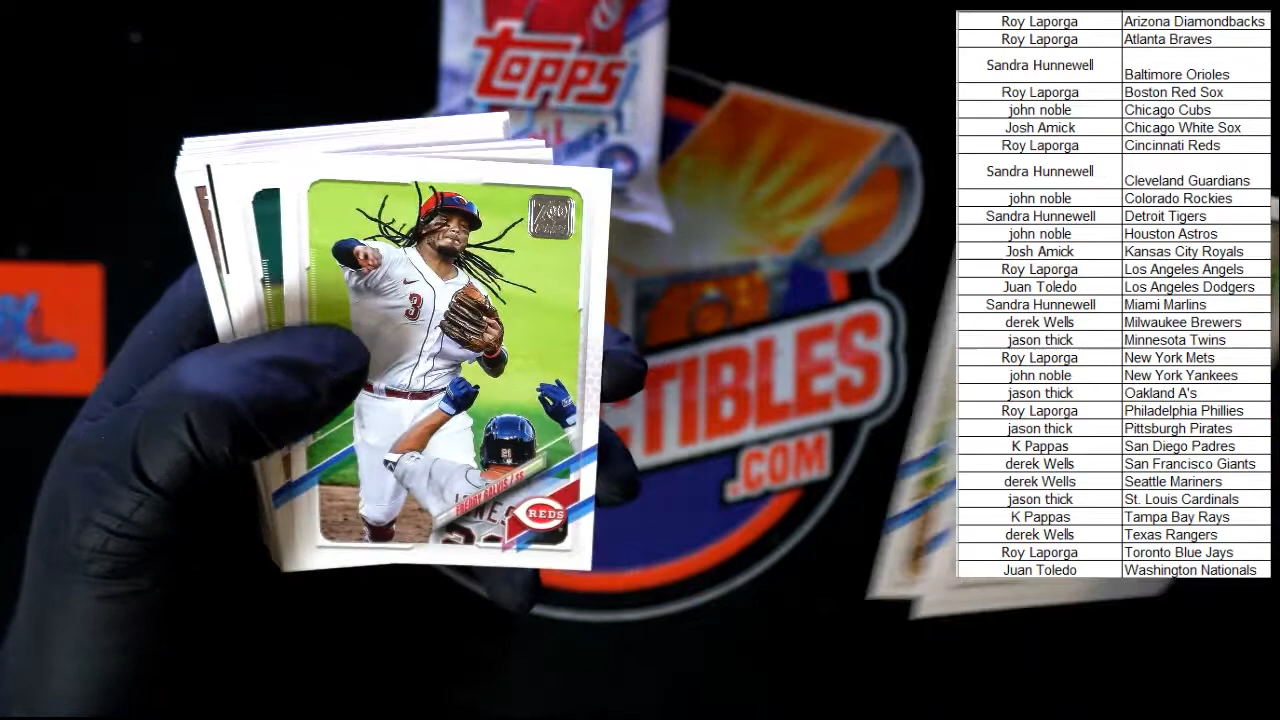 Topps
70
3
21
FREDDY GALVIS / SS
REDS
CTIBLES
.COM
Roy Laporga Arizona Diamondbacks
Roy Laporga Atlanta Braves
Sandra Hunnewell Baltimore Orioles
Roy Laporga Boston Red Sox
john noble Chicago Cubs
Josh Amick Chicago White Sox
Roy Laporga Cincinnati Reds
Sandra Hunnewell Cleveland Guardians
john noble Colorado Rockies
Sandra Hunnewell Detroit Tigers
john noble Houston Astros
Josh Amick Kansas City Royals
Roy Laporga Los Angeles Angels
Juan Toledo Los Angeles Dodgers
Sandra Hunnewell Miami Marlins
derek Wells Milwaukee Brewers
jason thick Minnesota Twins
Roy Laporga New York Mets
john noble New York Yankees
jason thick Oakland A's
Roy Laporga Philadelphia Phillies
jason thick Pittsburgh Pirates
K Pappas San Diego Padres
derek Wells San Francisco Giants
derek Wells Seattle Mariners
jason thick St. Louis Cardinals
K Pappas Tampa Bay Rays
derek Wells Texas Rangers
Roy Laporga Toronto Blue Jays
Juan Toledo Washington Nationals